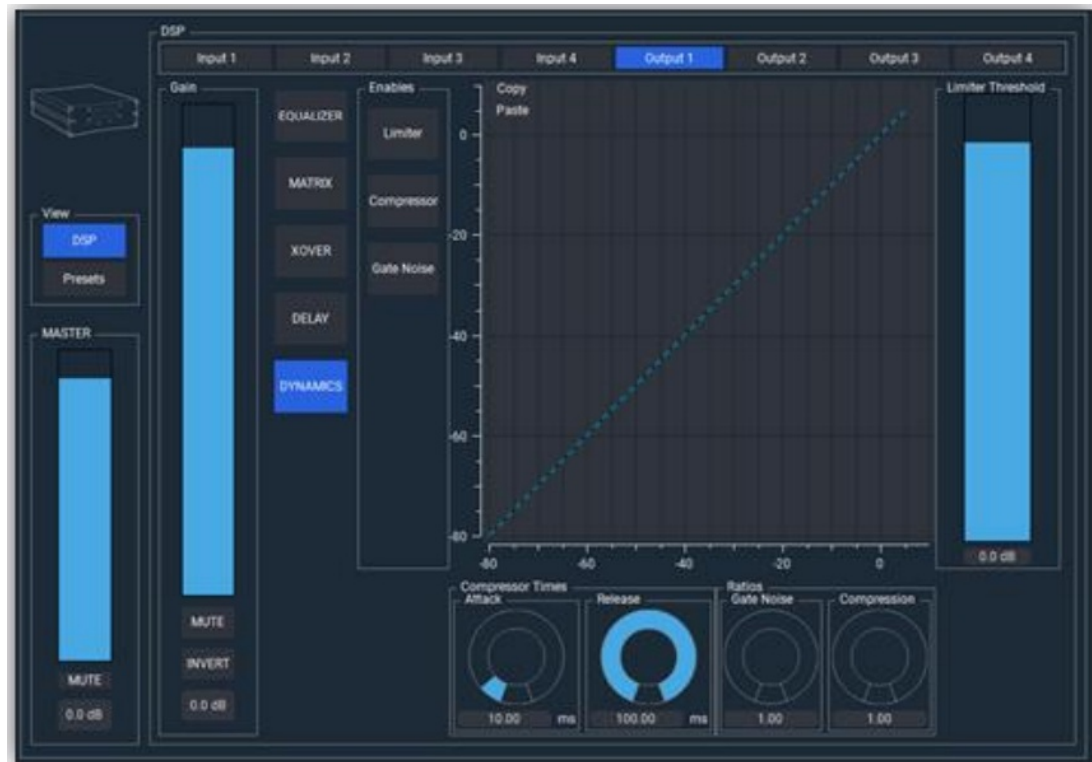 DSP
Input 1
Input 2
Input 3
Input 4
Output 1
Output 2
Output 3
Output 4
View
DSP
Presets
MASTER
MUTE
0.0 dB
Gain
MUTE
INVERT
0.0 dB
EQUALIZER
MATRIX
XOVER
DELAY
DYNAMICS
Enables
Limiter
Compressor
Gate Noise
Copy
Paste
0
-20
-40
-60
-80
-80
-60
-40
-20
0
Limiter Threshold
0.0 dB
Compressor Times
Attack
10.00 ms
Release
100.00 ms
Ratios
Gate Noise
1.00
Compression
1.00